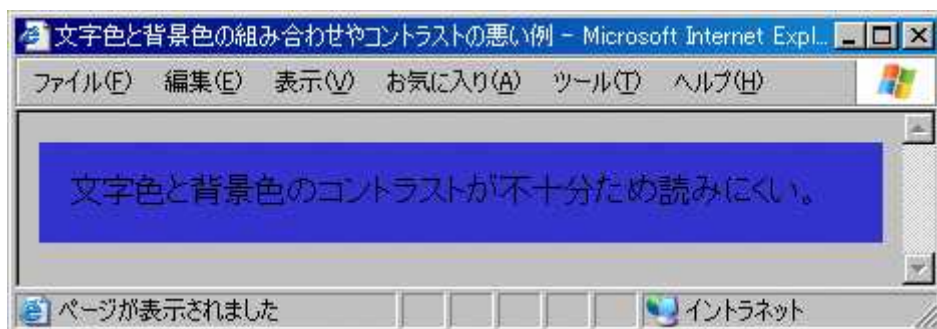 文字色と背景色の組み合わせやコントラストの悪い例 - Microsoft Internet Expl...
ファイル(F) 編集(E) 表示(V) お気に入り(A) ツール(T) ヘルプ(H)
文字色と背景色のコントラストが不十分ため読みにくい。
ページが表示されました イントラネット